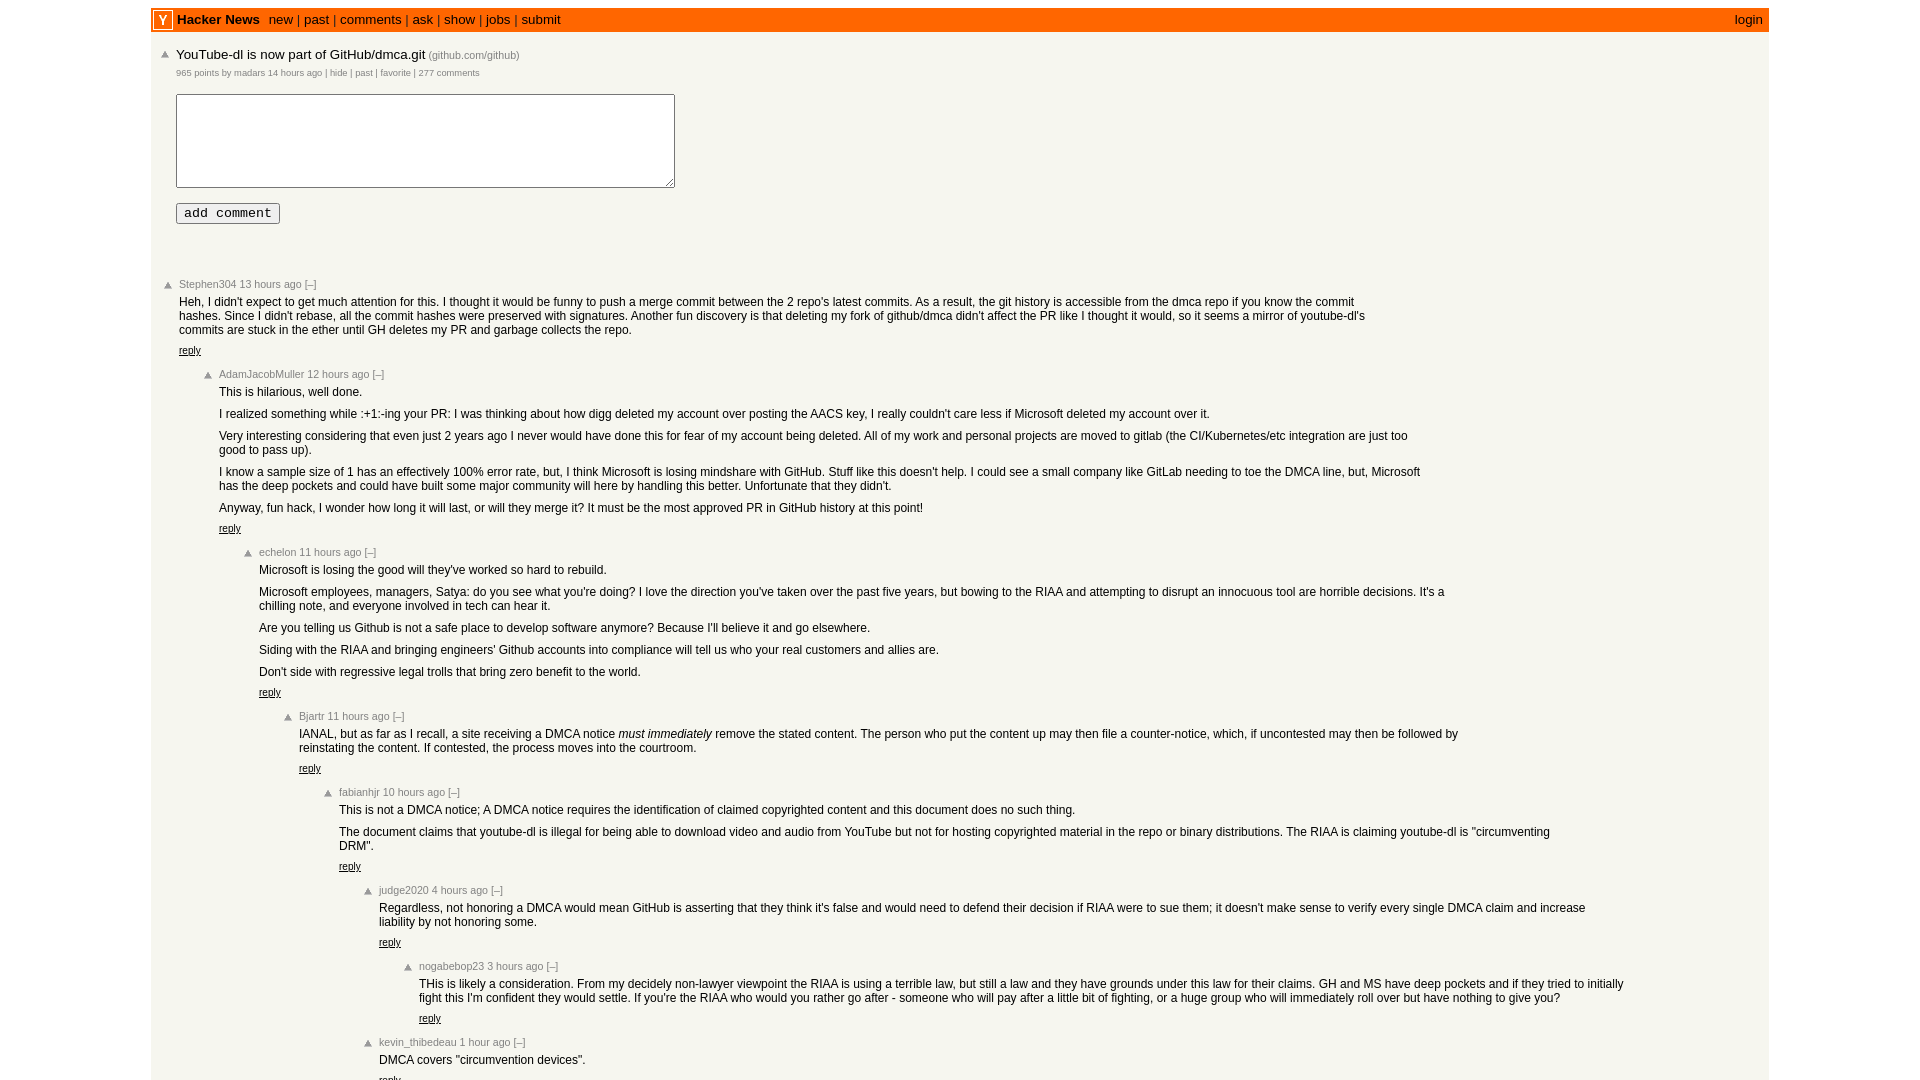 Y Hacker News new | past | comments | ask | show | jobs | submit login
YouTube-dl is now part of GitHub/dmca.git (github.com/github)
965 points by madars 14 hours ago | hide | past | favorite | 277 comments
add comment
Stephen304 13 hours ago [–]
Heh, I didn't expect to get much attention for this. I thought it would be funny to push a merge commit between the 2 repo's latest commits. As a result, the git history is accessible from the dmca repo if you know the commit
hashes. Since I didn't rebase, all the commit hashes were preserved with signatures. Another fun discovery is that deleting my fork of github/dmca didn't affect the PR like I thought it would, so it seems a mirror of youtube-dl's
commits are stuck in the ether until GH deletes my PR and garbage collects the repo.
reply
AdamJacobMuller 12 hours ago [–]
This is hilarious, well done.
I realized something while :+1:-ing your PR: I was thinking about how digg deleted my account over posting the AACS key, I really couldn't care less if Microsoft deleted my account over it.
Very interesting considering that even just 2 years ago I never would have done this for fear of my account being deleted. All of my work and personal projects are moved to gitlab (the CI/Kubernetes/etc integration are just too
good to pass up).
I know a sample size of 1 has an effectively 100% error rate, but, I think Microsoft is losing mindshare with GitHub. Stuff like this doesn't help. I could see a small company like GitLab needing to toe the DMCA line, but, Microsoft
has the deep pockets and could have built some major community will here by handling this better. Unfortunate that they didn't.
Anyway, fun hack, I wonder how long it will last, or will they merge it? It must be the most approved PR in GitHub history at this point!
reply
echelon 11 hours ago [–]
Microsoft is losing the good will they've worked so hard to rebuild.
Microsoft employees, managers, Satya: do you see what you're doing? I love the direction you've taken over the past five years, but bowing to the RIAA and attempting to disrupt an innocuous tool are horrible decisions. It's a
chilling note, and everyone involved in tech can hear it.
Are you telling us Github is not a safe place to develop software anymore? Because I'll believe it and go elsewhere.
Siding with the RIAA and bringing engineers' Github accounts into compliance will tell us who your real customers and allies are.
Don't side with regressive legal trolls that bring zero benefit to the world.
reply
Bjartr 11 hours ago [–]
IANAL, but as far as I recall, a site receiving a DMCA notice must immediately remove the stated content. The person who put the content up may then file a counter-notice, which, if uncontested may then be followed by
reinstating the content. If contested, the process moves into the courtroom.
reply
fabianhjr 10 hours ago [–]
This is not a DMCA notice; A DMCA notice requires the identification of claimed copyrighted content and this document does no such thing.
The document claims that youtube-dl is illegal for being able to download video and audio from YouTube but not for hosting copyrighted material in the repo or binary distributions. The RIAA is claiming youtube-dl is "circumventing
DRM".
reply
judge2020 4 hours ago [–]
Regardless, not honoring a DMCA would mean GitHub is asserting that they think it's false and would need to defend their decision if RIAA were to sue them; it doesn't make sense to verify every single DMCA claim and increase
liability by not honoring some.
reply
nogabebop23 3 hours ago [–]
THis is likely a consideration. From my decidely non-lawyer viewpoint the RIAA is using a terrible law, but still a law and they have grounds under this law for their claims. GH and MS have deep pockets and if they tried to initially
fight this I'm confident they would settle. If you're the RIAA who would you rather go after - someone who will pay after a little bit of fighting, or a huge group who will immediately roll over but have nothing to give you?
reply
kevin_thibedeau 1 hour ago [–]
DMCA covers "circumvention devices".
reply